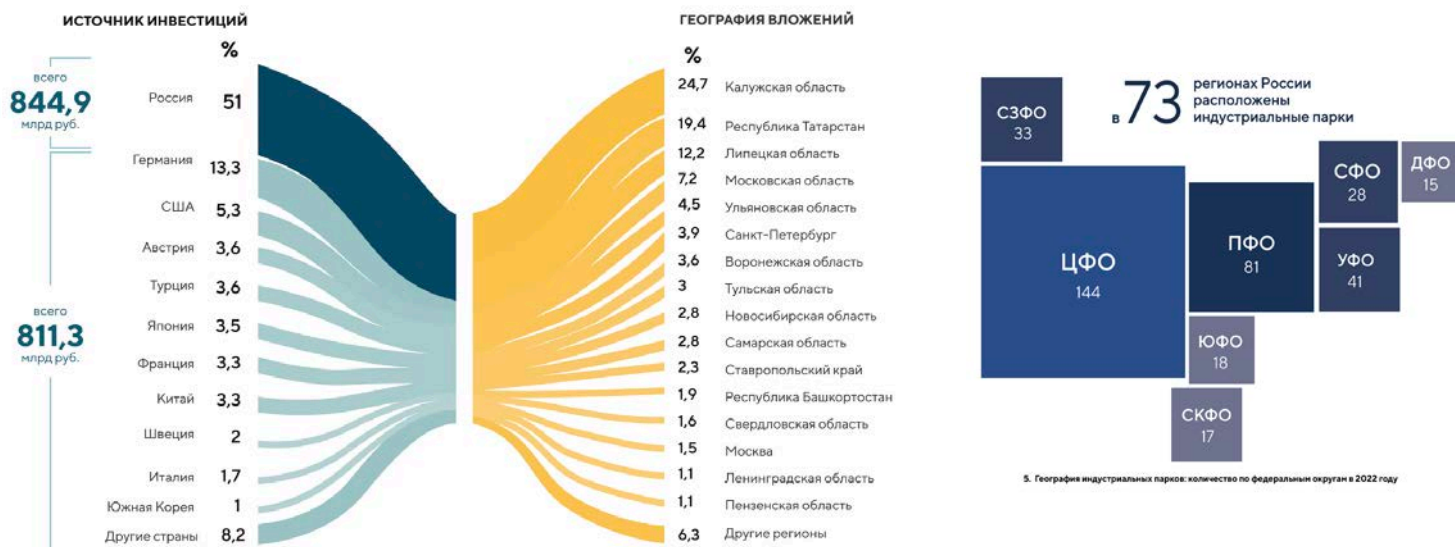 ИСТОЧНИК ИНВЕСТИЦИЙ
%
всего
844,9
млрд руб.
Россия 51
всего
811,3
млрд руб.
Германия 13,3
США 5,3
Австрия 3,6
Турция 3,6
Япония 3,5
Франция 3,3
Китай 3,3
Швеция 2
Италия 1,7
Южная Корея 1
Другие страны 8,2
ГЕОГРАФИЯ ВЛОЖЕНИЙ
%
24,7 Калужская область
19,4 Республика Татарстан
12,2 Липецкая область
7,2 Московская область
4,5 Ульяновская область
3,9 Санкт-Петербург
3,6 Воронежская область
3 Тульская область
2,8 Новосибирская область
2,8 Самарская область
2,3 Ставропольский край
1,9 Республика Башкортостан
1,6 Свердловская область
1,5 Москва
1,1 Ленинградская область
1,1 Пензенская область
6,3 Другие регионы
в 73
регионах России
расположены
индустриальные парки
СЗФО
33
ЦФО
144
ПФО
81
СФО
28
ДФО
15
УФО
41
ЮФО
18
СКФО
17
5. География индустриальных парков: количество по федеральным округам в 2022 году